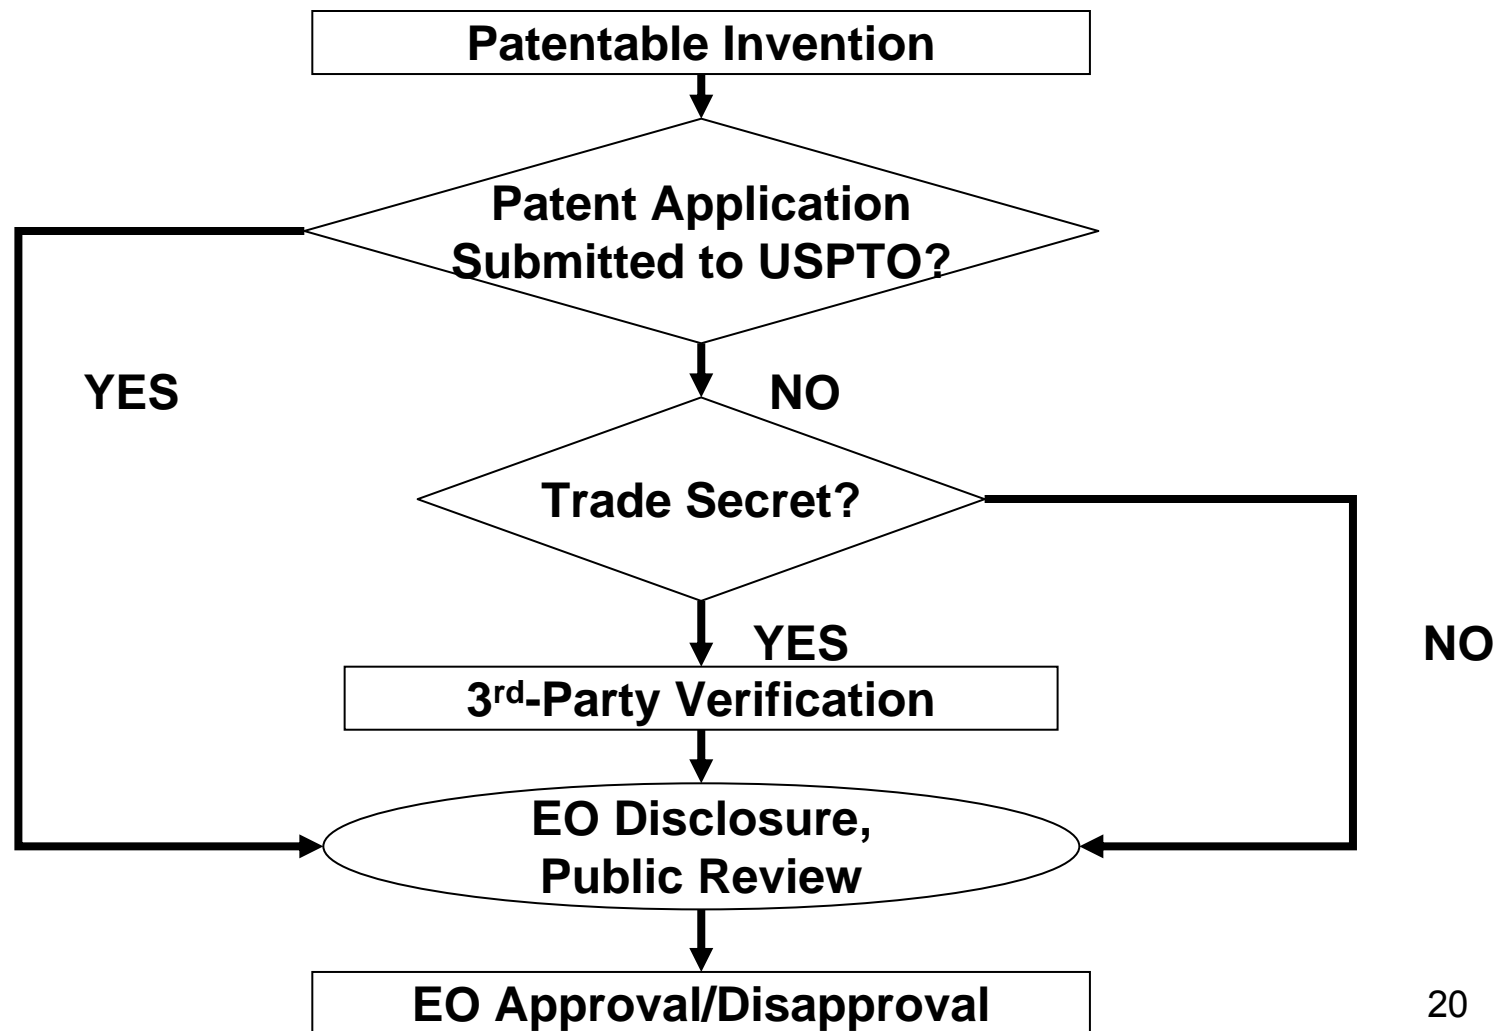 Patentable Invention
Patent Application
Submitted to USPTO?
YES
NO
Trade Secret?
YES
NO
3rd-Party Verification
EO Disclosure,
Public Review
EO Approval/Disapproval
20